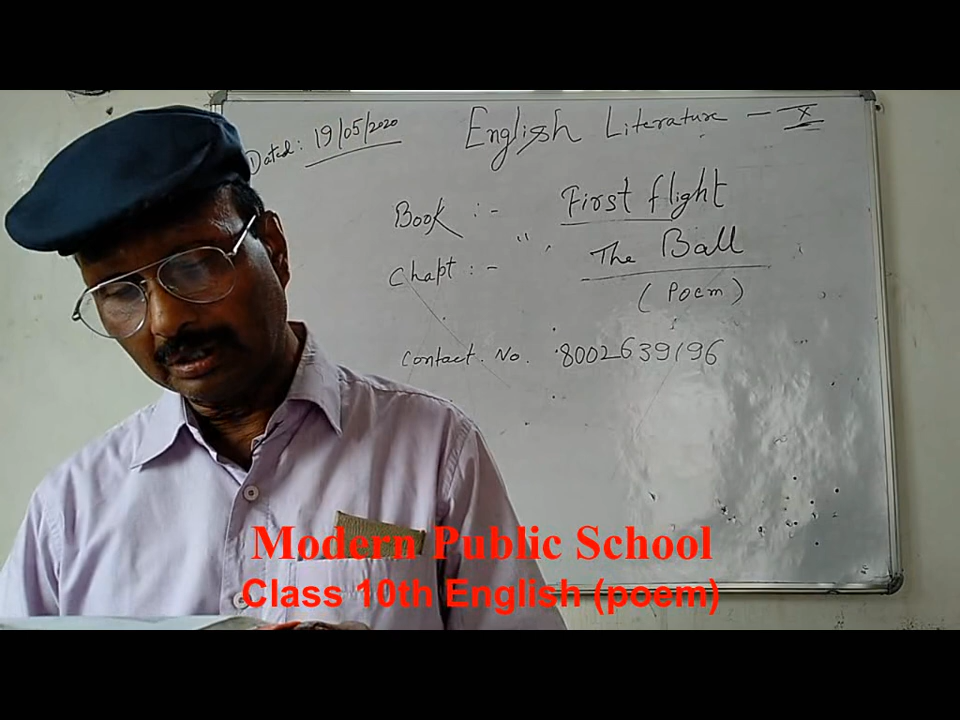 Dated: 19/05/2020
English Literature - X
Book :- First flight
Chapt :- " The Ball
(Poem)
Contact. No. 8002639196
Modern Public School
Class 10th English (poem)